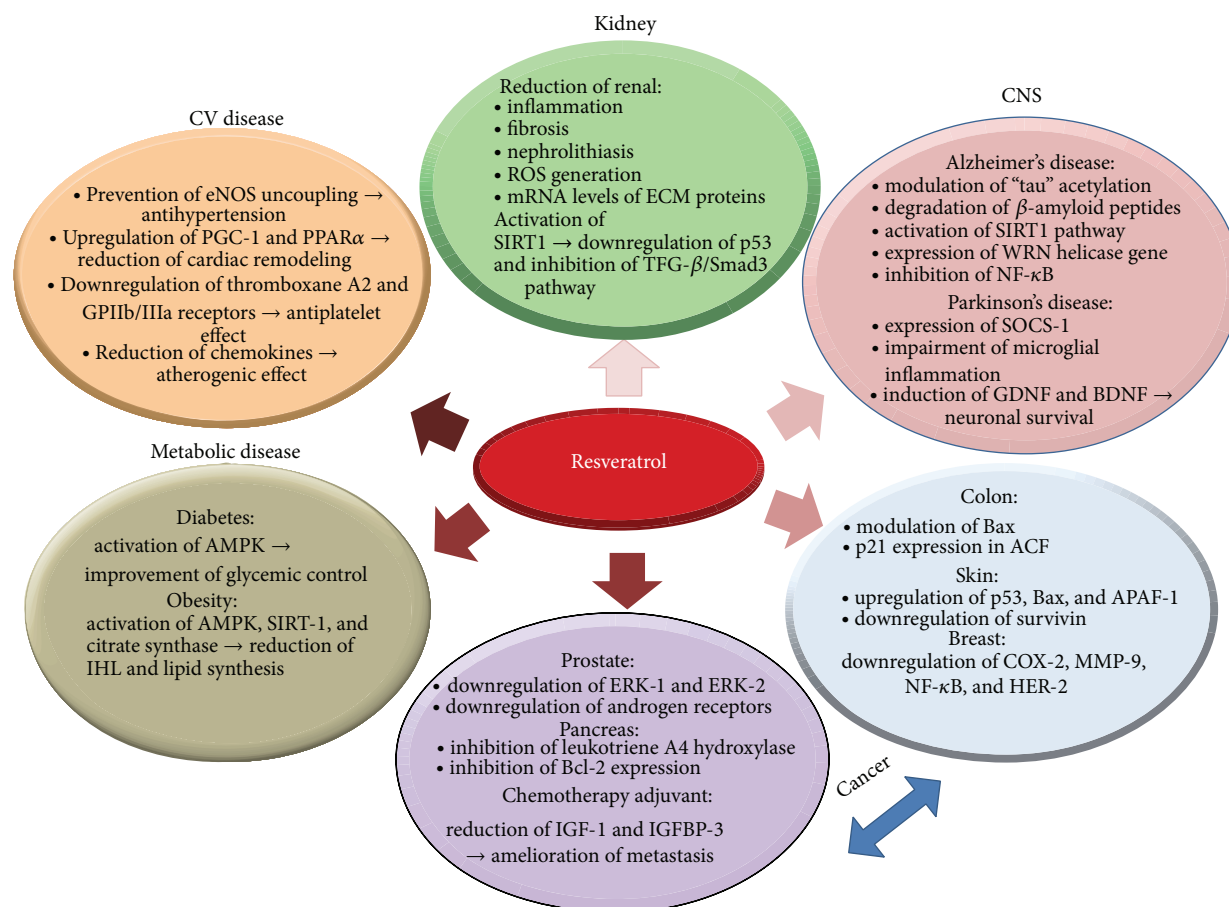 Kidney
Reduction of renal:
• inflammation
• fibrosis
• nephrolithiasis
• ROS generation
• mRNA levels of ECM proteins
Activation of
SIRT1 → downregulation of p53
and inhibition of TFG-β/Smad3
pathway
CV disease
• Prevention of eNOS uncoupling →
antihypertension
• Upregulation of PGC-1 and PPARα →
reduction of cardiac remodeling
• Downregulation of thromboxane A2 and
GPIIb/IIIa receptors → antiplatelet
effect
• Reduction of chemokines →
atherogenic effect
CNS
Alzheimer's disease:
• modulation of "tau" acetylation
• degradation of β-amyloid peptides
• activation of SIRT1 pathway
• expression of WRN helicase gene
• inhibition of NF-κB
Parkinson's disease:
• expression of SOCS-1
• impairment of microglial
inflammation
• induction of GDNF and BDNF →
neuronal survival
Resveratrol
Metabolic disease
Diabetes:
activation of AMPK →
improvement of glycemic control
Obesity:
activation of AMPK, SIRT-1, and
citrate synthase → reduction of
IHL and lipid synthesis
Colon:
• modulation of Bax
• p21 expression in ACF
Skin:
• upregulation of p53, Bax, and APAF-1
• downregulation of survivin
Breast:
downregulation of COX-2, MMP-9,
NF-κB, and HER-2
Prostate:
• downregulation of ERK-1 and ERK-2
• downregulation of androgen receptors
Pancreas:
• inhibition of leukotriene A4 hydroxylase
• inhibition of Bcl-2 expression
Chemotherapy adjuvant:
reduction of IGF-1 and IGFBP-3
→ amelioration of metastasis
Cancer